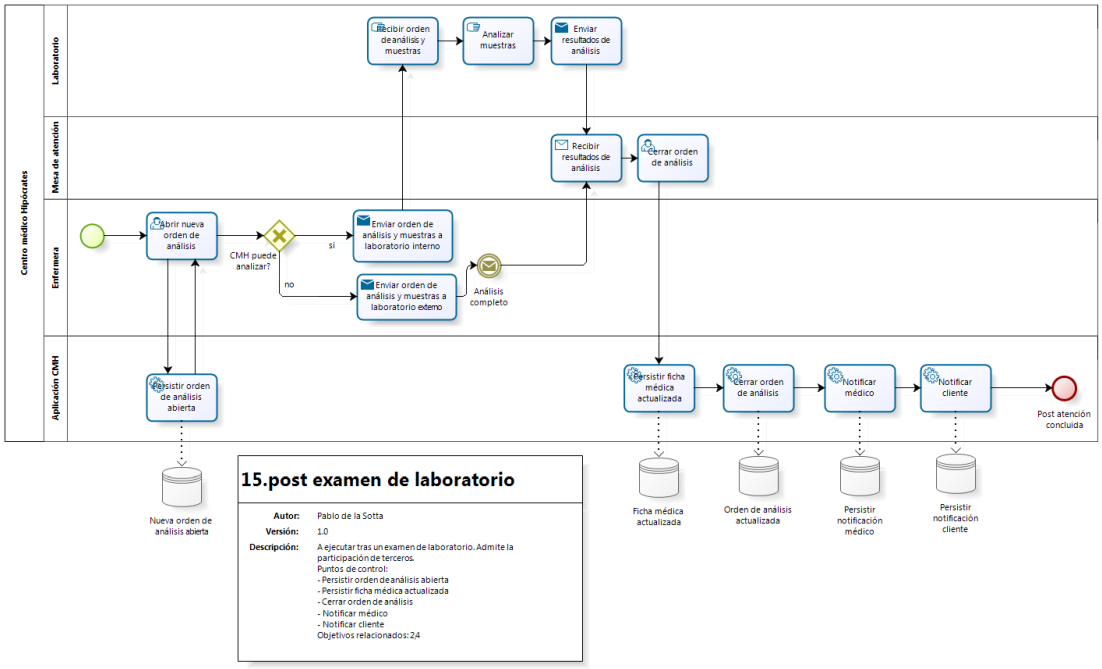 Centro médico Hipócrates
Laboratorio
Recibir orden
de análisis y
muestras
Analizar
muestras
Enviar
resultados de
análisis
Mesa de atención
Recibir
resultados de
análisis
Cerrar orden
de análisis
Enfermera
Abrir nueva
orden de
análisis
CMH puede
analizar?
si
no
Enviar orden de
análisis y muestras a
laboratorio interno
Enviar orden de
análisis y muestras a
laboratorio externo
Análisis
completo
Aplicación CMH
Persistir orden
de análisis
abierta
Persistir ficha
médica
actualizada
Cerrar orden
de análisis
Notificar
médico
Notificar
cliente
Post atención
concluida
Nueva orden de
análisis abierta
Ficha médica
actualizada
Orden de análisis
actualizada
Persistir
notificación
médico
Persistir
notificación
cliente
15.post examen de laboratorio
Autor: Pablo de la Sotta
Versión: 1.0
Descripción: A ejecutar tras un examen de laboratorio. Admite la
participación de terceros.
Puntos de control:
- Persistir orden de análisis abierta
- Persistir ficha médica actualizada
- Cerrar orden de análisis
- Notificar médico
- Notificar cliente
Objetivos relacionados: 2,4